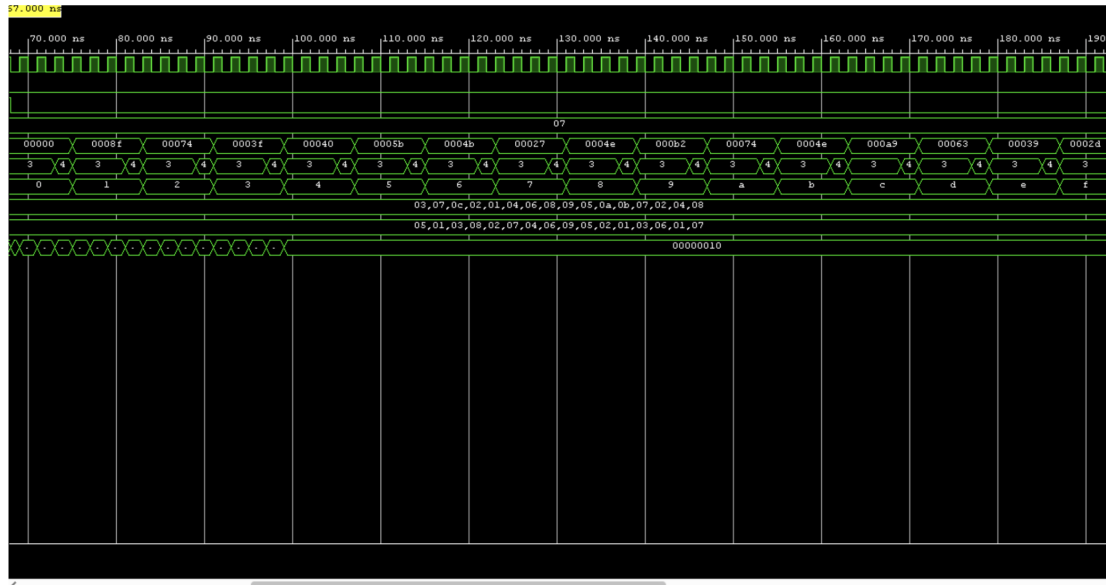 57.000 ns
70.000 ns 80.000 ns 90.000 ns 100.000 ns 110.000 ns 120.000 ns 130.000 ns 140.000 ns 150.000 ns 160.000 ns 170.000 ns 180.000 ns 190
07
00000 0008f 00074 0003f 00040 0005b 0004b 00027 0004e 000b2 00074 0004e 000a9 00063 00039 0002d
3 4 3 4 3 4 3 4 3 4 3 4 3 4 3 4 3 4 3 4 3 4 3 4 3 4 3 4 3 4 3
0 1 2 3 4 5 6 7 8 9 a b c d e f
03,07,0c,02,01,04,06,08,09,05,0a,0b,07,02,04,08
05,01,03,08,02,07,04,06,09,05,02,01,03,06,01,07
00000010